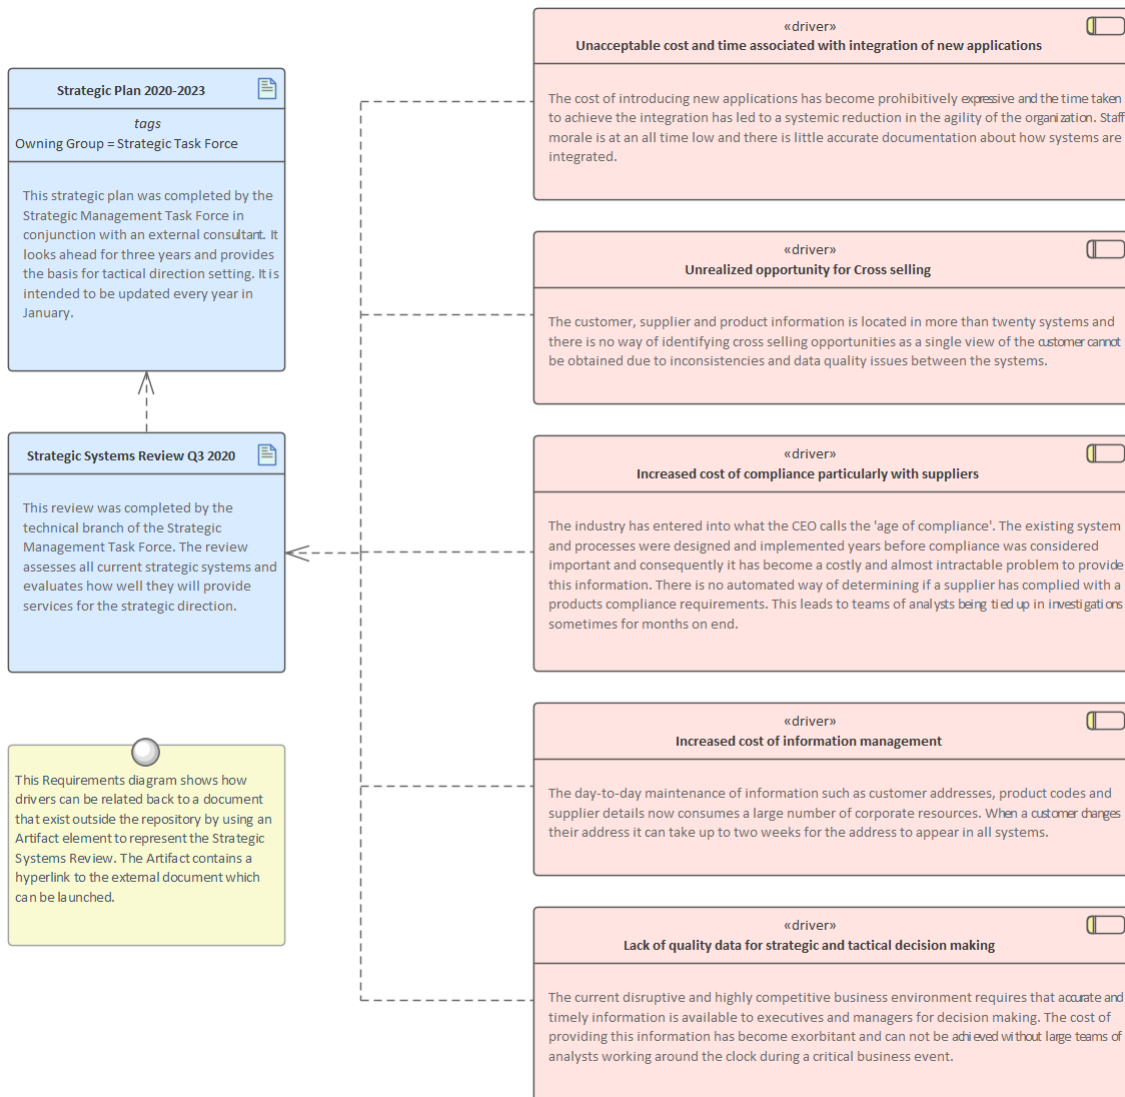 Strategic Plan 2020-2023
tags
Owning Group = Strategic Task Force
This strategic plan was completed by the
Strategic Management Task Force in
conjunction with an external consultant. It
looks ahead for three years and provides
the basis for tactical direction setting. It is
intended to be updated every year in
January.
Strategic Systems Review Q3 2020
This review was completed by the
technical branch of the Strategic
Management Task Force. The review
assesses all current strategic systems and
evaluates how well they will provide
services for the strategic direction.
This Requirements diagram shows how
drivers can be related back to a document
that exist outside the repository by using an
Artifact element to represent the Strategic
Systems Review. The Artifact contains a
hyperlink to the external document which
can be launched.
«driver»
Unacceptable cost and time associated with integration of new applications
The cost of introducing new applications has become prohibitively expressive and the time taken
to achieve the integration has led to a systemic reduction in the agility of the organization. Staff
morale is at an all time low and there is little accurate documentation about how systems are
integrated.
«driver»
Unrealized opportunity for Cross selling
The customer, supplier and product information is located in more than twenty systems and
there is no way of identifying cross selling opportunities as a single view of the customer cannot
be obtained due to inconsistencies and data quality issues between the systems.
«driver»
Increased cost of compliance particularly with suppliers
The industry has entered into what the CEO calls the 'age of compliance'. The existing system
and processes were designed and implemented years before compliance was considered
important and consequently it has become a costly and almost intractable problem to provide
this information. There is no automated way of determining if a supplier has complied with a
products compliance requirements. This leads to teams of analysts being tied up in investigations
sometimes for months on end.
«driver»
Increased cost of information management
The day-to-day maintenance of information such as customer addresses, product codes and
supplier details now consumes a large number of corporate resources. When a customer changes
their address it can take up to two weeks for the address to appear in all systems.
«driver»
Lack of quality data for strategic and tactical decision making
The current disruptive and highly competitive business environment requires that accurate and
timely information is available to executives and managers for decision making. The cost of
providing this information has become exorbitant and can not be achieved without large teams of
analysts working around the clock during a critical business event.